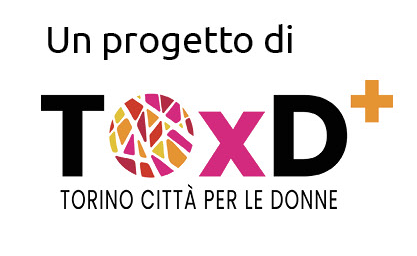 Un progetto di
TOxD+
TORINO CITTÀ PER LE DONNE